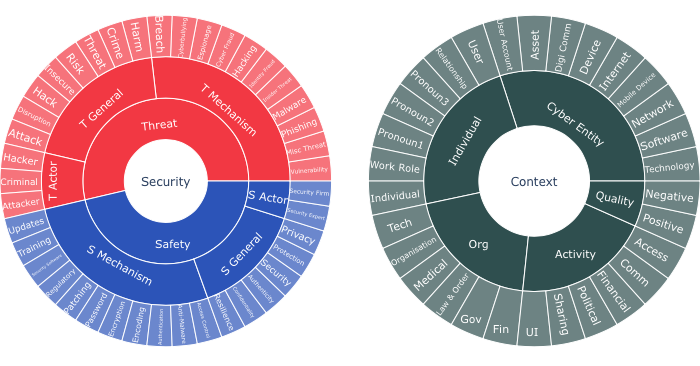 Security
Threat
Safety
T Actor
T General
T Mechanism
S Actor
S General
S Mechanism
Attacker
Criminal
Hacker
Attack
Disruption
Hack
Insecure
Risk
Threat
Crime
Harm
Breach
Cyberbullying
Espionage
Cyber Fraud
Hacking
Identity Fraud
Insider Threat
Malware
Phishing
Misc Threat
Vulnerability
Security Firm
Security Expert
Privacy
Protection
Security
Authenticity
Confidentiality
Resilience
Access Control
Anti-Malware
Authentication
Encoding
Encryption
Password
Patching
Regulatory
Security Software
Training
Updates
Context
Individual
Cyber Entity
Quality
Activity
Org
Individual
Work Role
Pronoun1
Pronoun2
Pronoun3
Relationship
User
User Account
Asset
Digi Comm
Device
Internet
Mobile Device
Network
Software
Technology
Negative
Positive
Access
Comm
Financial
Political
Sharing
UI
Fin
Gov
Law & Order
Medical
Organisation
Tech